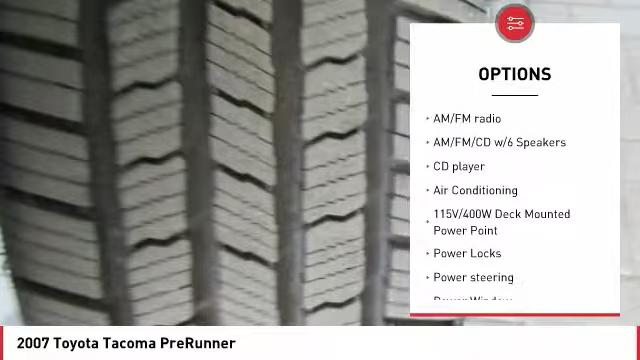 OPTIONS
AM/FM radio
AM/FM/CD w/6 Speakers
CD player
Air Conditioning
115V/400W Deck Mounted
Power Point
Power Locks
Power steering
2007 Toyota Tacoma PreRunner